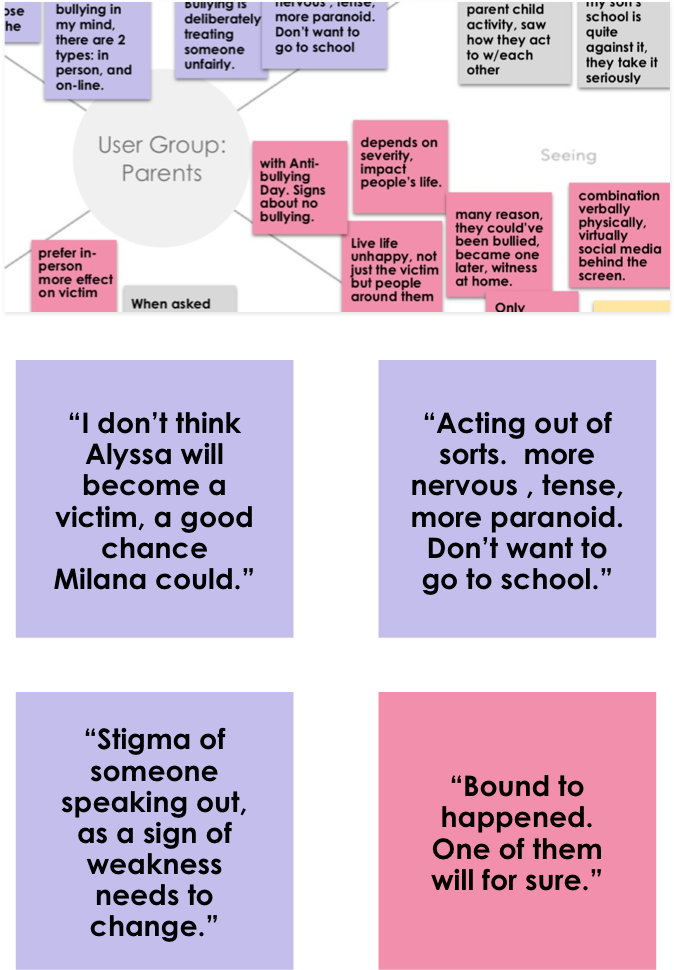 ose
he
bullying in
my mind,
there are 2
types: in
person, and
on-line.
Bullying is
deliberately
treating
someone
unfairly.
nervous , tense,
more paranoid.
Don’t want to
go to school
parent child
activity, saw
how they act
to w/each
other
my son’s
school is
quite
against it,
they take it
seriously
User Group:
Parents
with Anti-
bullying
Day. Signs
about no
bullying.
depends on
severity,
impact
people’s life.
Seeing
Live life
unhappy, not
just the victim
but people
around them
many reason,
they could’ve
been bullied,
became one
later, witness
at home.
combination
verbally
physically,
virtually
social media
behind the
screen.
prefer in-
person
more effect
on victim
When asked
Only
“I don’t think
Alyssa will
become a
victim, a good
chance
Milana could.”
“Acting out of
sorts.  more
nervous , tense,
more paranoid.
Don’t want to
go to school.”
“Stigma of
someone
speaking out,
as a sign of
weakness
needs to
change.”
“Bound to
happened.
One of them
will for sure.”